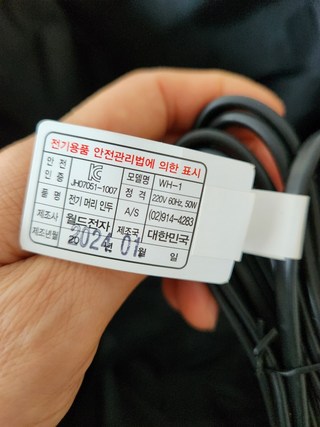 전기용품 안전관리법에 의한 표시
안전인증 JH07051-1007 모델명 WH-1
품명 전기 머리 인두 정격 220V 60Hz, 50W
A/S (02)914-4283
제조사 월드전자 제조국 대한민국
제조년월 2024년 01월 일